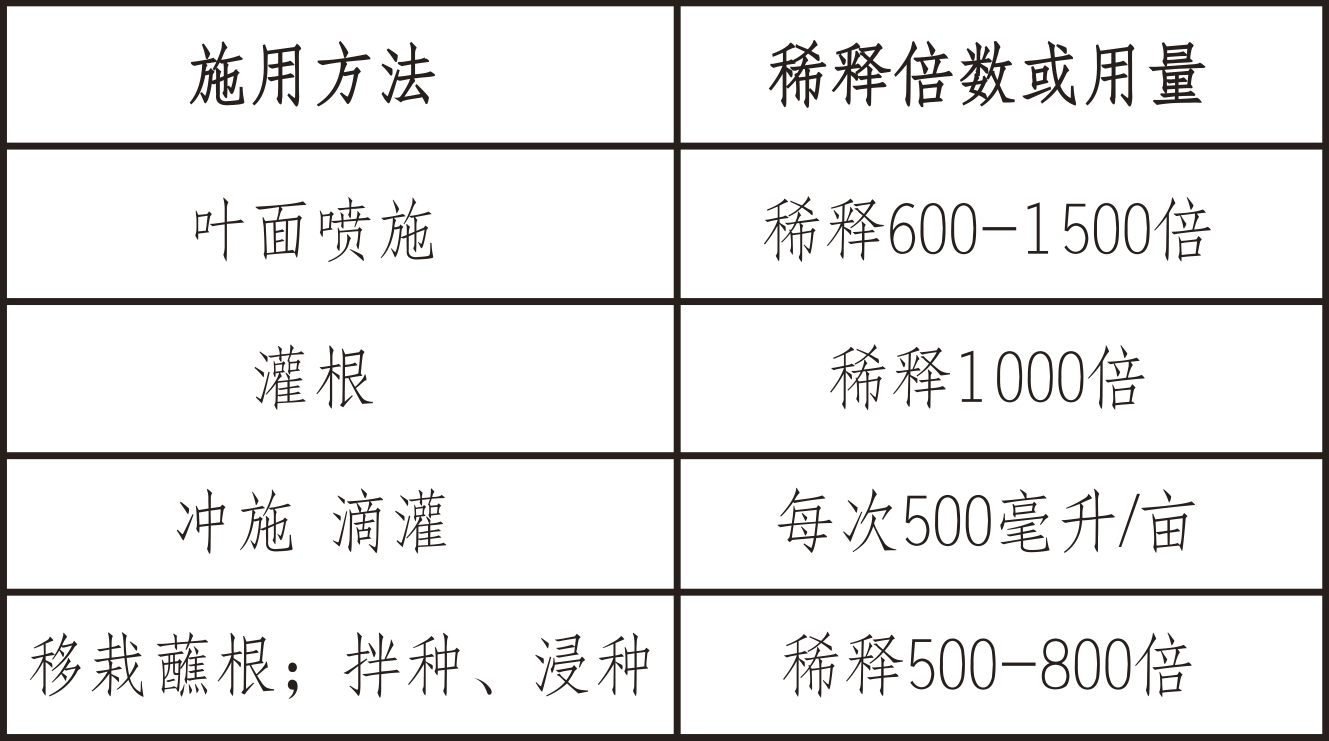 施用方法 稀释倍数或用量
叶面喷施 稀释600-1500倍
灌根 稀释1000倍
冲施 滴灌 每次500毫升/亩
移栽蘸根；拌种、浸种 稀释500-800倍